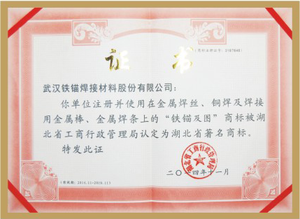 证 书
武汉铁锚焊接材料股份有限公司：
你单位注册并使用在金属焊丝、铜焊及焊接
用金属棒、金属焊条上的“铁锚及图”商标被湖
北省工商行政管理局认定为湖北省著名商标。
特发此证
二〇一四年十一月